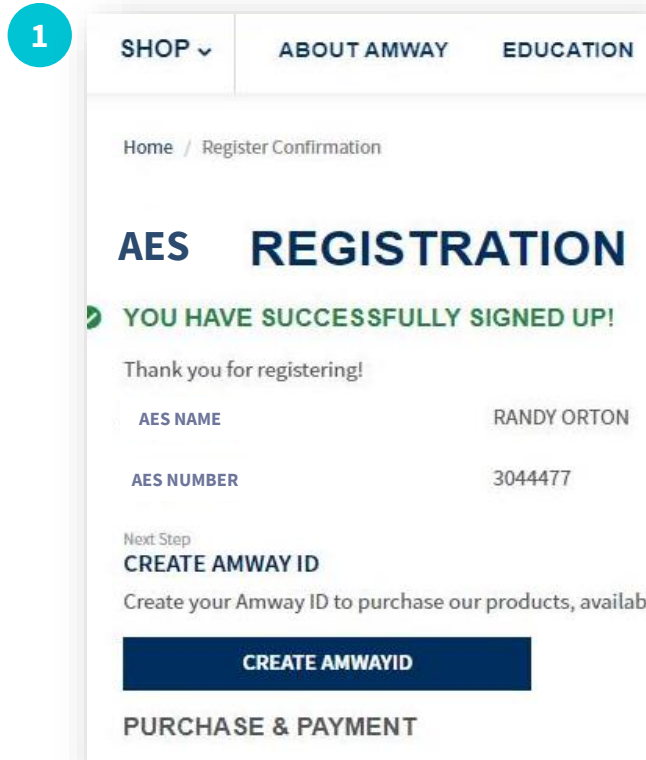 1
SHOP ABOUT AMWAY EDUCATION
Home / Register Confirmation
AES REGISTRATION
YOU HAVE SUCCESSFULLY SIGNED UP!
Thank you for registering!
AES NAME RANDY ORTON
AES NUMBER 3044477
Next Step
CREATE AMWAY ID
Create your Amway ID to purchase our products, availab
CREATE AMWAYID
PURCHASE & PAYMENT